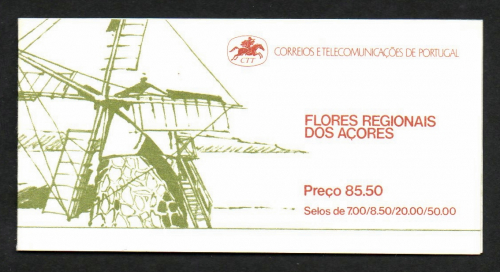 CTT
CORREIOS E TELECOMUNICAÇÕES DE PORTUGAL
FLORES REGIONAIS
DOS AÇORES
Preço 85.50
Selos de 7.00/8.50/20.00/50.00